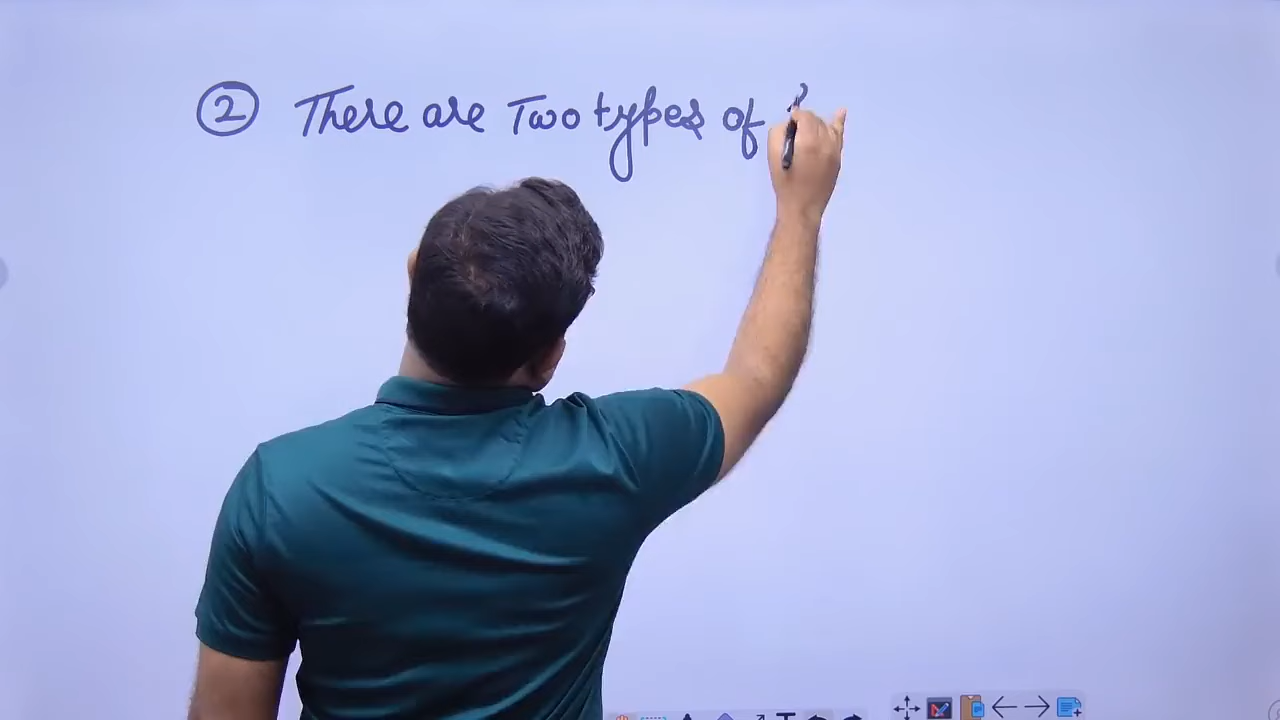 ② There are Two types of